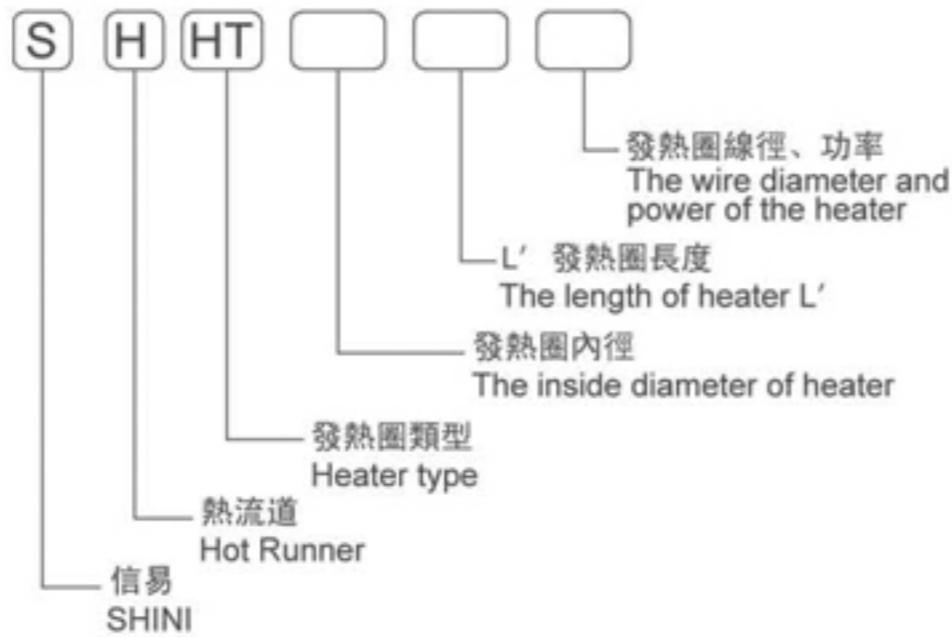 S H HT
發熱圈線徑、功率
The wire diameter and
power of the heater
L′ 發熱圈長度
The length of heater L′
發熱圈內徑
The inside diameter of heater
發熱圈類型
Heater type
熱流道
Hot Runner
信易
SHINI